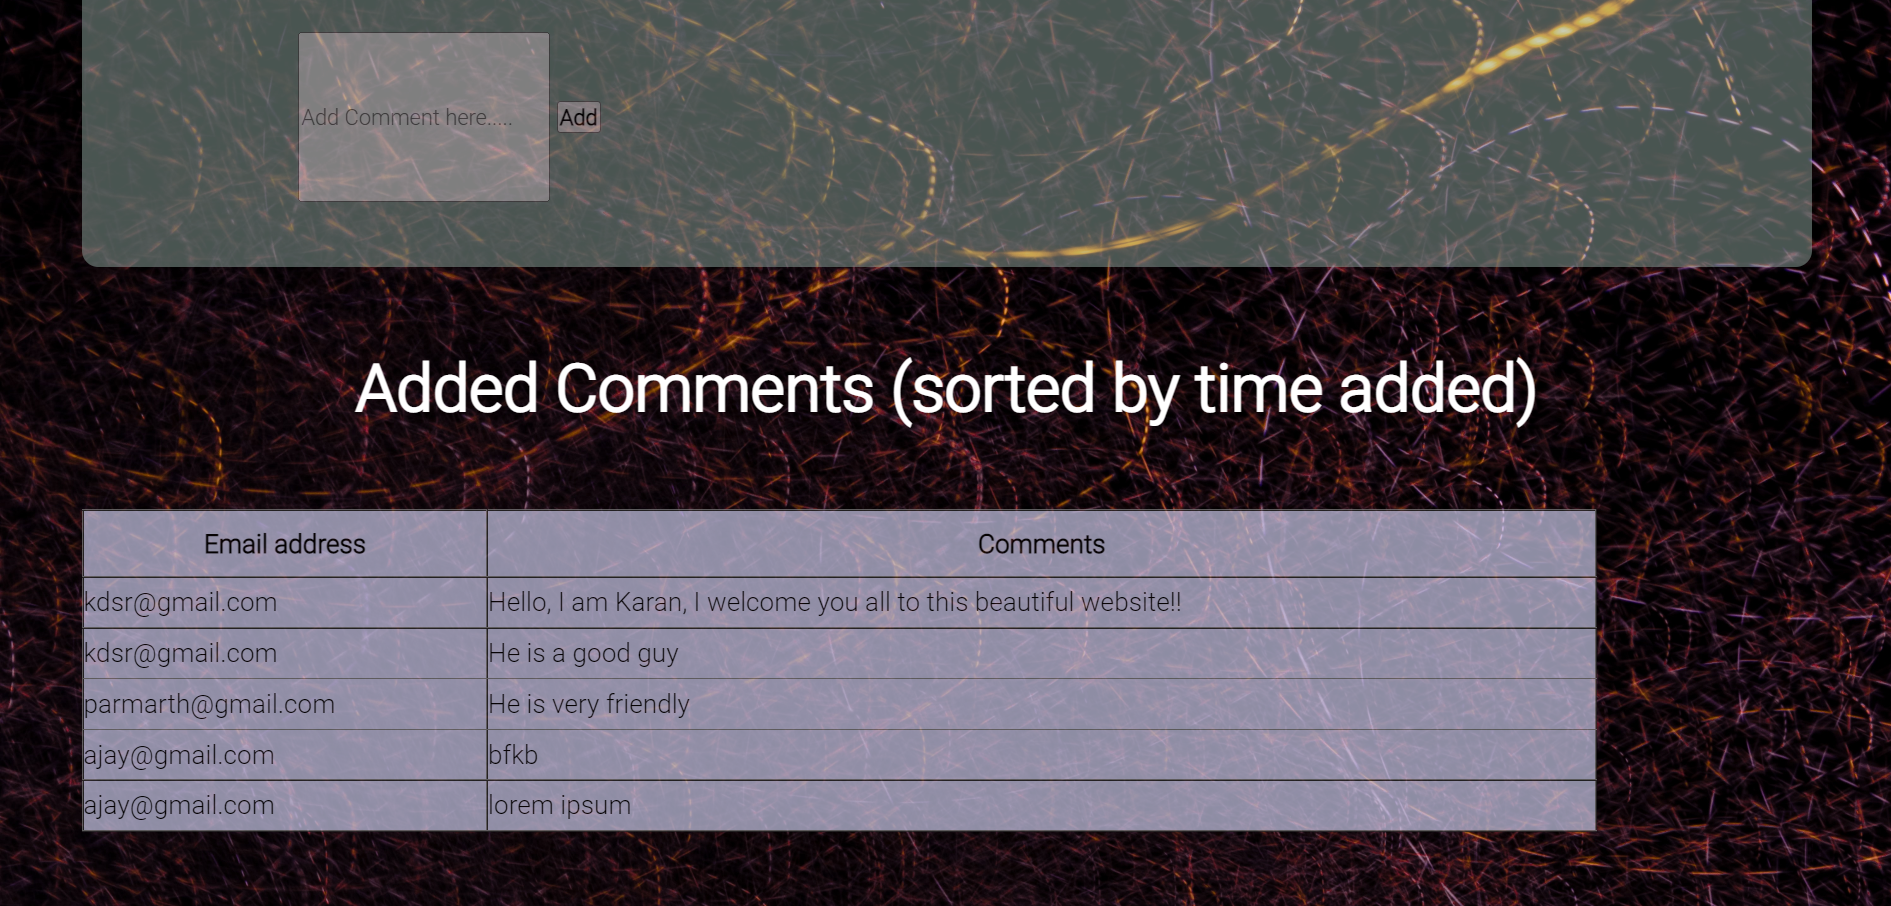 Add Comment here..... Add
Added Comments (sorted by time added)
Email address Comments
kdsr@gmail.com Hello, I am Karan, I welcome you all to this beautiful website!!
kdsr@gmail.com He is a good guy
parmarth@gmail.com He is very friendly
ajay@gmail.com bfkb
ajay@gmail.com lorem ipsum